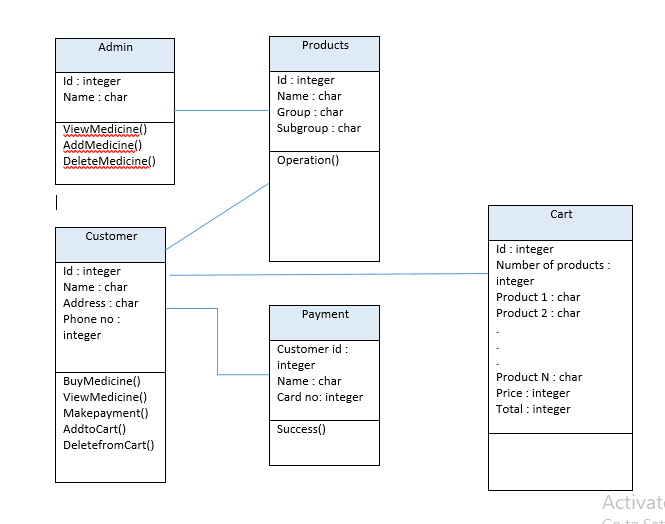 Admin
Id : integer
Name : char
ViewMedicine()
AddMedicine()
DeleteMedicine()
Products
Id : integer
Name : char
Group : char
Subgroup : char
Operation()
Customer
Id : integer
Name : char
Address : char
Phone no :
integer
BuyMedicine()
ViewMedicine()
Makepayment()
AddtoCart()
DeletefromCart()
Payment
Customer id :
integer
Name : char
Card no: integer
Success()
Cart
Id : integer
Number of products :
integer
Product 1 : char
Product 2 : char
.
.
.
Product N : char
Price : integer
Total : integer
Activat